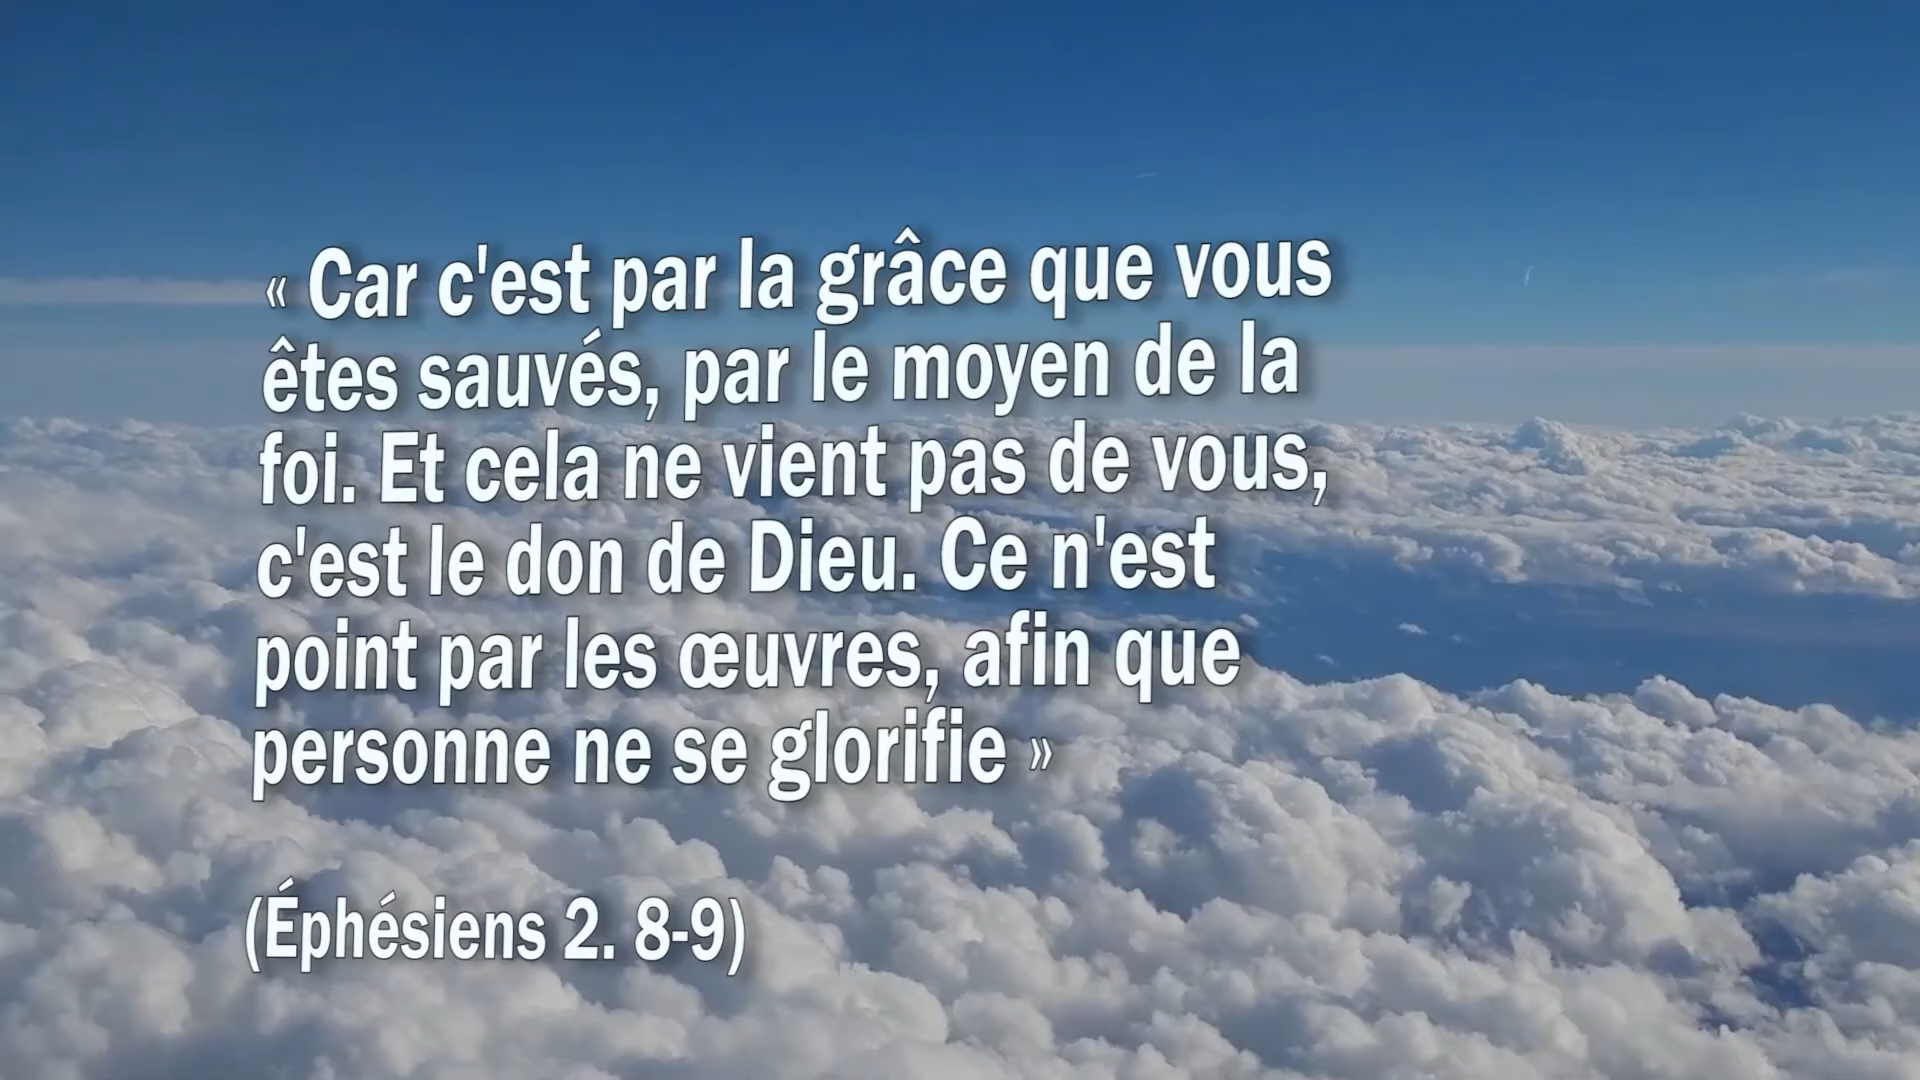 « Car c'est par la grâce que vous
êtes sauvés, par le moyen de la
foi. Et cela ne vient pas de vous,
c'est le don de Dieu. Ce n'est
point par les œuvres, afin que
personne ne se glorifie »
(Éphésiens 2. 8-9)